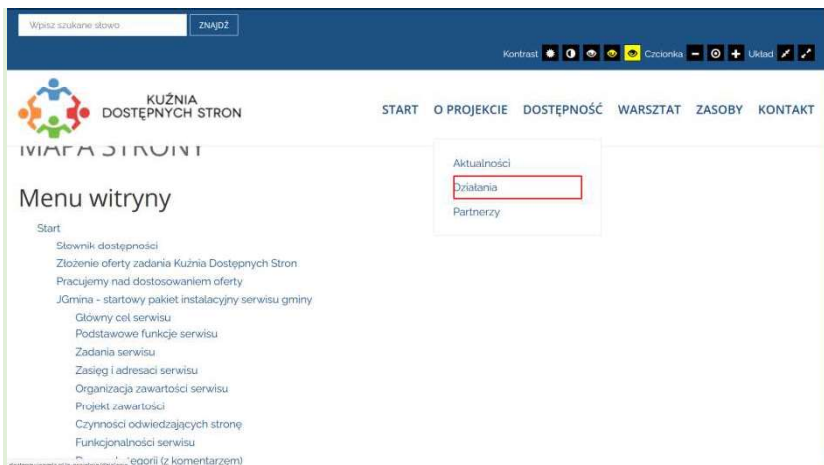 Wpisz szukane słowo
ZNAJDŹ
Kontrast
Czcionka
Układ
KUŹNIA
DOSTĘPNYCH STRON
START O PROJEKCIE DOSTĘPNOŚĆ WARSZTAT ZASOBY KONTAKT
MAPA STRONY
Aktualności
Działania
Partnerzy
Menu witryny
Start
Słownik dostępności
Złożenie oferty zadania Kuźnia Dostępnych Stron
Pracujemy nad dostosowaniem oferty
JGmina - startowy pakiet instalacyjny serwisu gminy
Główny cel serwisu
Podstawowe funkcje serwisu
Zadania serwisu
Zasięg i adresaci serwisu
Organizacja zawartości serwisu
Projekt zawartości
Czynności odwiedzających stronę
Funkcjonalności serwisu
(z komentarzem)